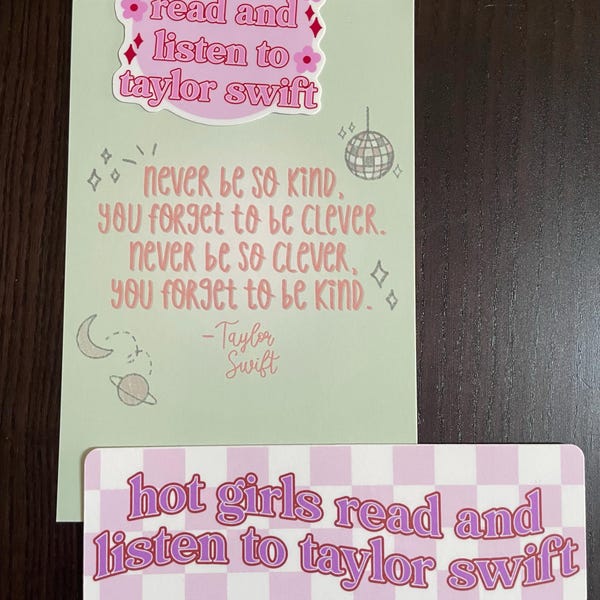 read and
listen to
taylor swift
never be so kind,
you forget to be clever.
never be so clever,
you forget to be kind.
—Taylor
Swift
hot girls read and
listen to taylor swift